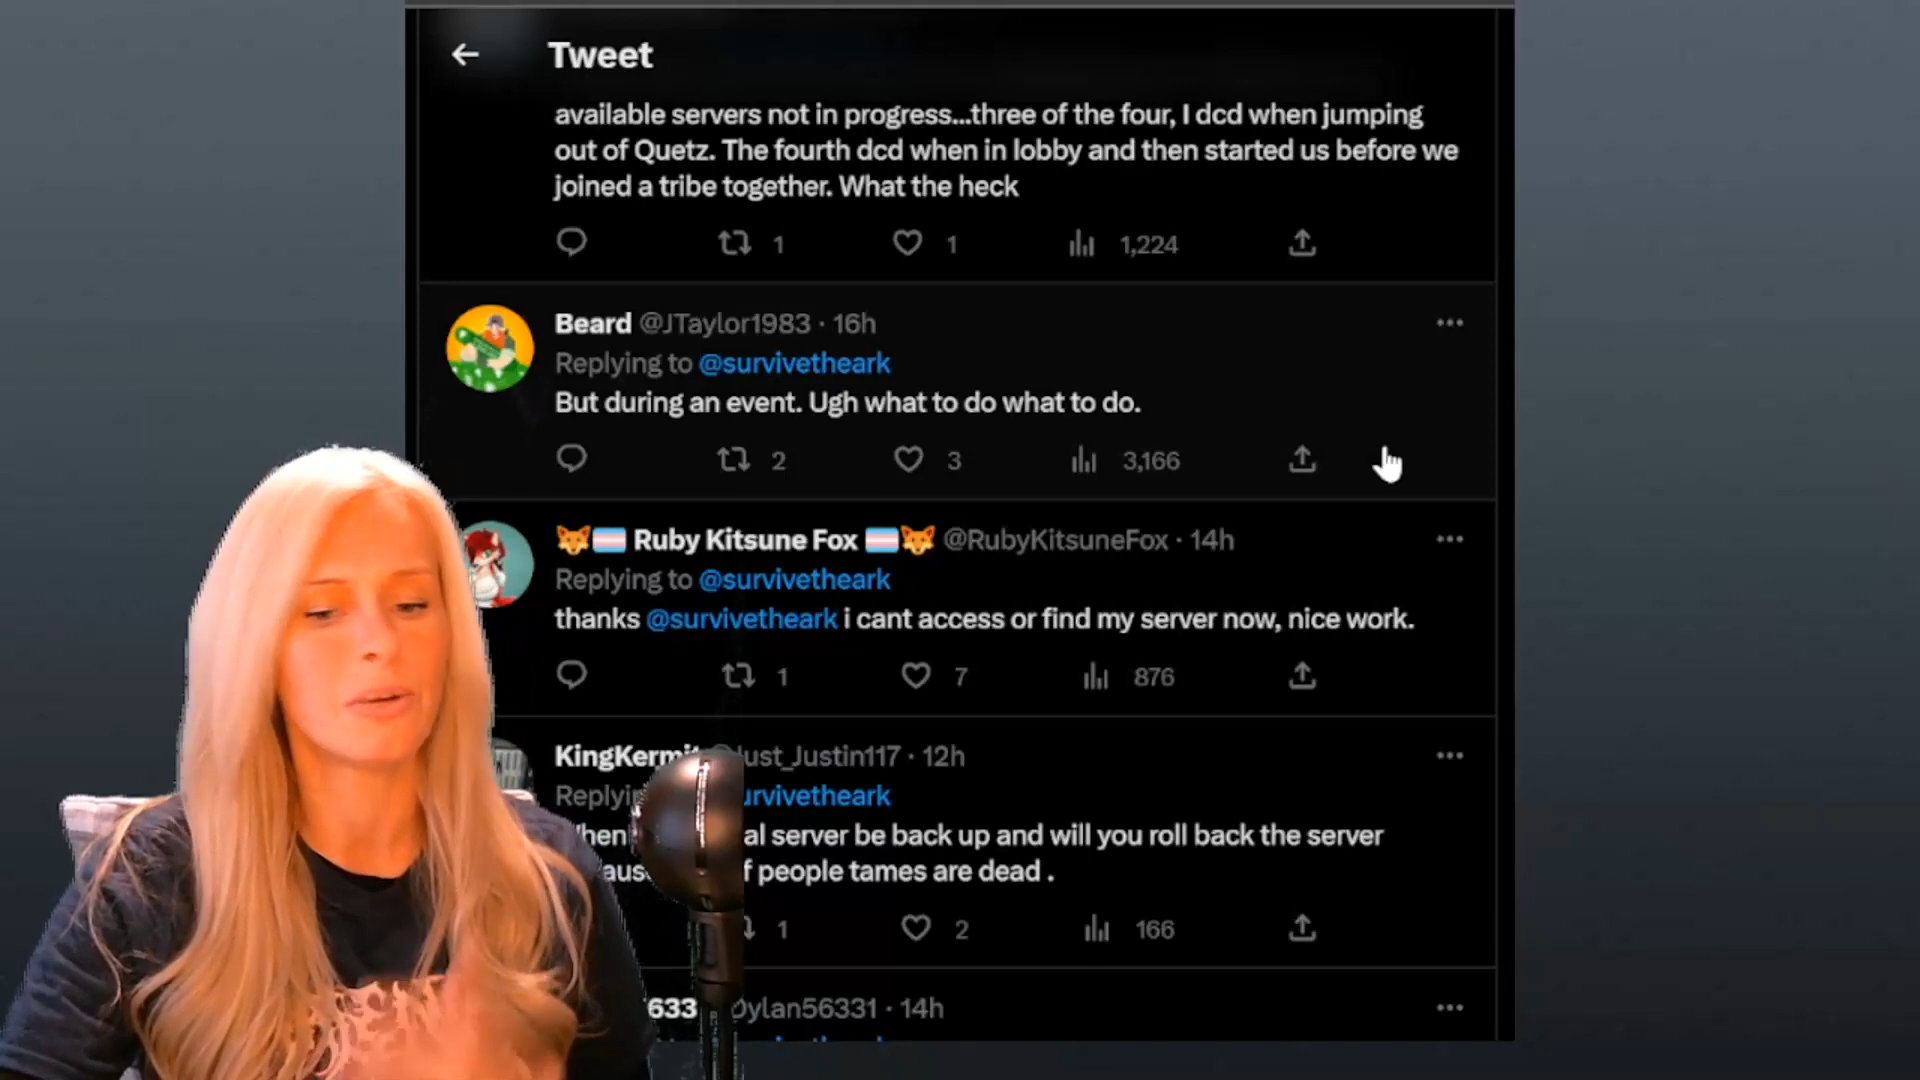 Tweet
available servers not in progress...three of the four, I dcd when jumping
out of Quetz. The fourth dcd when in lobby and then started us before we
joined a tribe together. What the heck
1 1 1,224
Beard @JTaylor1983 · 16h
Replying to @survivetheark
But during an event. Ugh what to do what to do.
2 3 3,166
Ruby Kitsune Fox @RubyKitsuneFox · 14h
Replying to @survivetheark
thanks @survivetheark i cant access or find my server now, nice work.
1 7 876
KingKermit Just_Justin117 · 12h
Replying survivetheark
server be back up and will you roll back the server
people tames are dead .
1 2 166
633 Dylan56331 · 14h